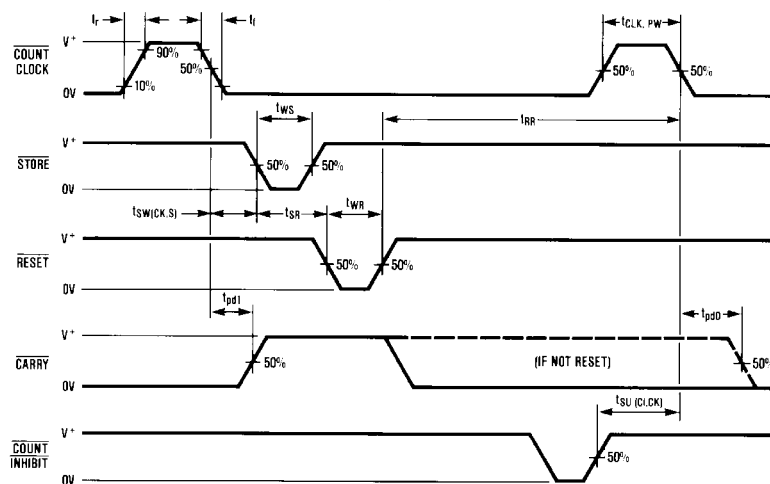 tr
tf
tCLK, PW
V+
90%
COUNT
CLOCK
50%
50%
50%
10%
0V
tWS
tRR
V+
STORE
50%
50%
0V
tSW(CK,S)
tSR
tWR
V+
RESET
50%
50%
0V
tpd1
tpd0
V+
CARRY
50%
(IF NOT RESET)
50%
0V
tSU (CI,CK)
V+
COUNT
INHIBIT
50%
0V